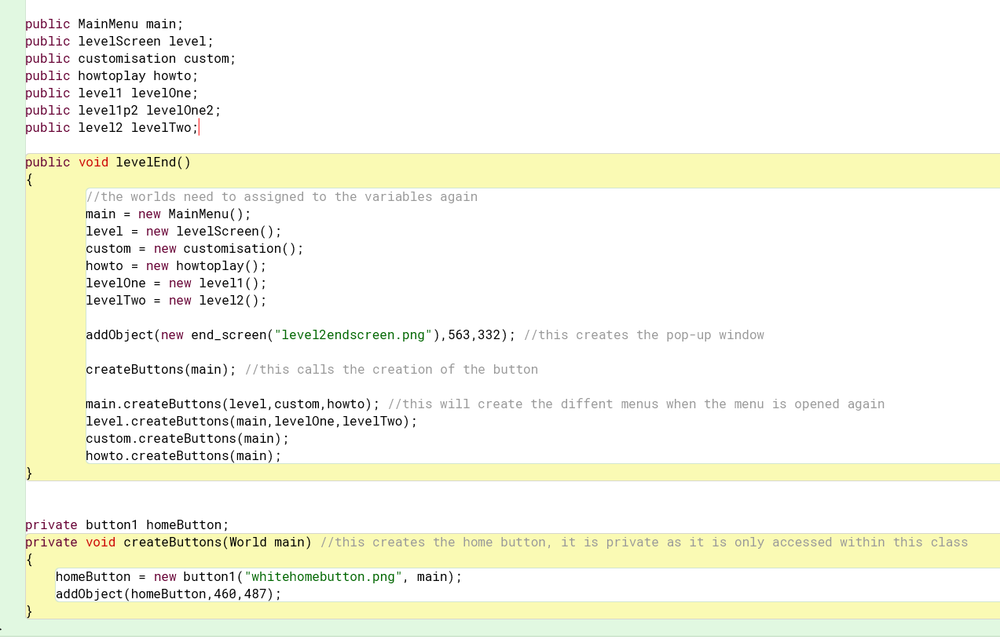 public MainMenu main;
public levelScreen level;
public customisation custom;
public howtoplay howto;
public level1 levelOne;
public level1p2 levelOne2;
public level2 levelTwo;
public void levelEnd()
{
//the worlds need to assigned to the variables again
main = new MainMenu();
level = new levelScreen();
custom = new customisation();
howto = new howtoplay();
levelOne = new level1();
levelTwo = new level2();
addObject(new end_screen("level2endscreen.png"),563,332); //this creates the pop-up window
createButtons(main); //this calls the creation of the button
main.createButtons(level,custom,howto); //this will create the diffent menus when the menu is opened again
level.createButtons(main,levelOne,levelTwo);
custom.createButtons(main);
howto.createButtons(main);
}
private button1 homeButton;
private void createButtons(World main) //this creates the home button, it is private as it is only accessed within this class
{
homeButton = new button1("whitehomebutton.png", main);
addObject(homeButton,460,487);
}